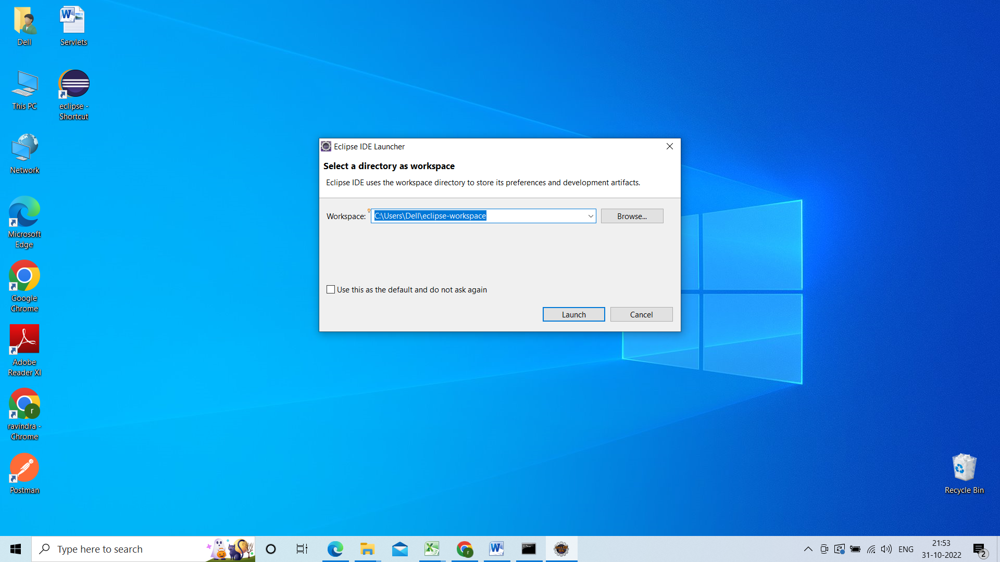 Dell
Servlets
This PC
eclipse -
Shortcut
Network
Microsoft
Edge
Google
Chrome
Adobe
Reader XI
r
ravindra -
Chrome
Postman
Eclipse IDE Launcher
Select a directory as workspace
Eclipse IDE uses the workspace directory to store its preferences and development artifacts.
Workspace: C:\Users\Dell\eclipse-workspace Browse...
Use this as the default and do not ask again
Launch Cancel
Recycle Bin
Type here to search
ENG
21:53
31-10-2022
2